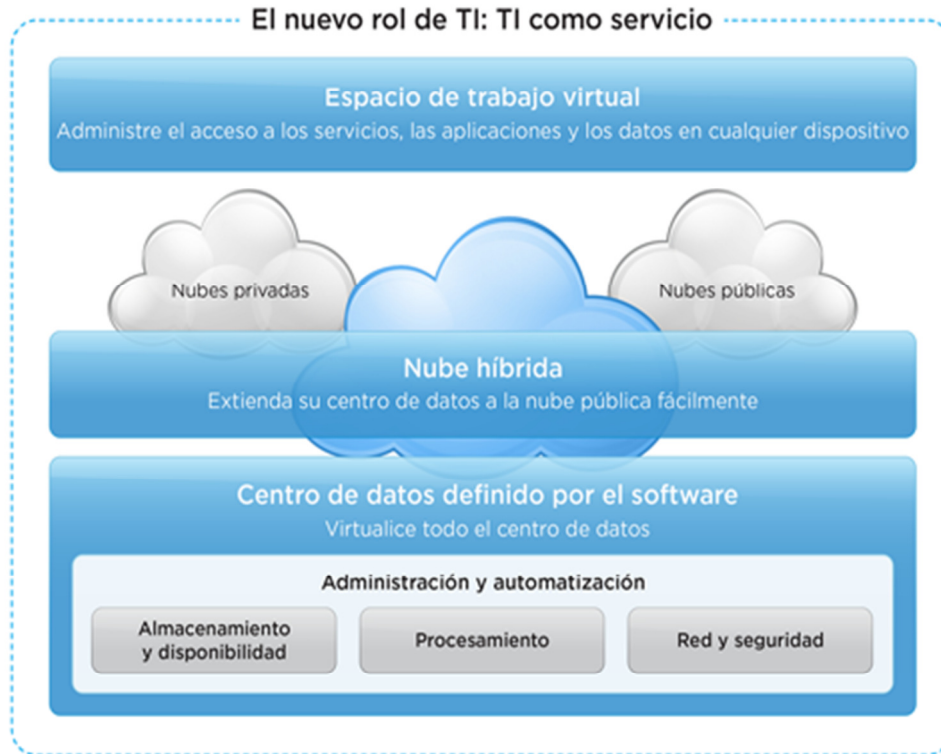 El nuevo rol de TI: TI como servicio
Espacio de trabajo virtual
Administre el acceso a los servicios, las aplicaciones y los datos en cualquier dispositivo
Nubes privadas
Nubes públicas
Nube híbrida
Extienda su centro de datos a la nube pública fácilmente
Centro de datos definido por el software
Virtualice todo el centro de datos
Administración y automatización
Almacenamiento
y disponibilidad
Procesamiento
Red y seguridad